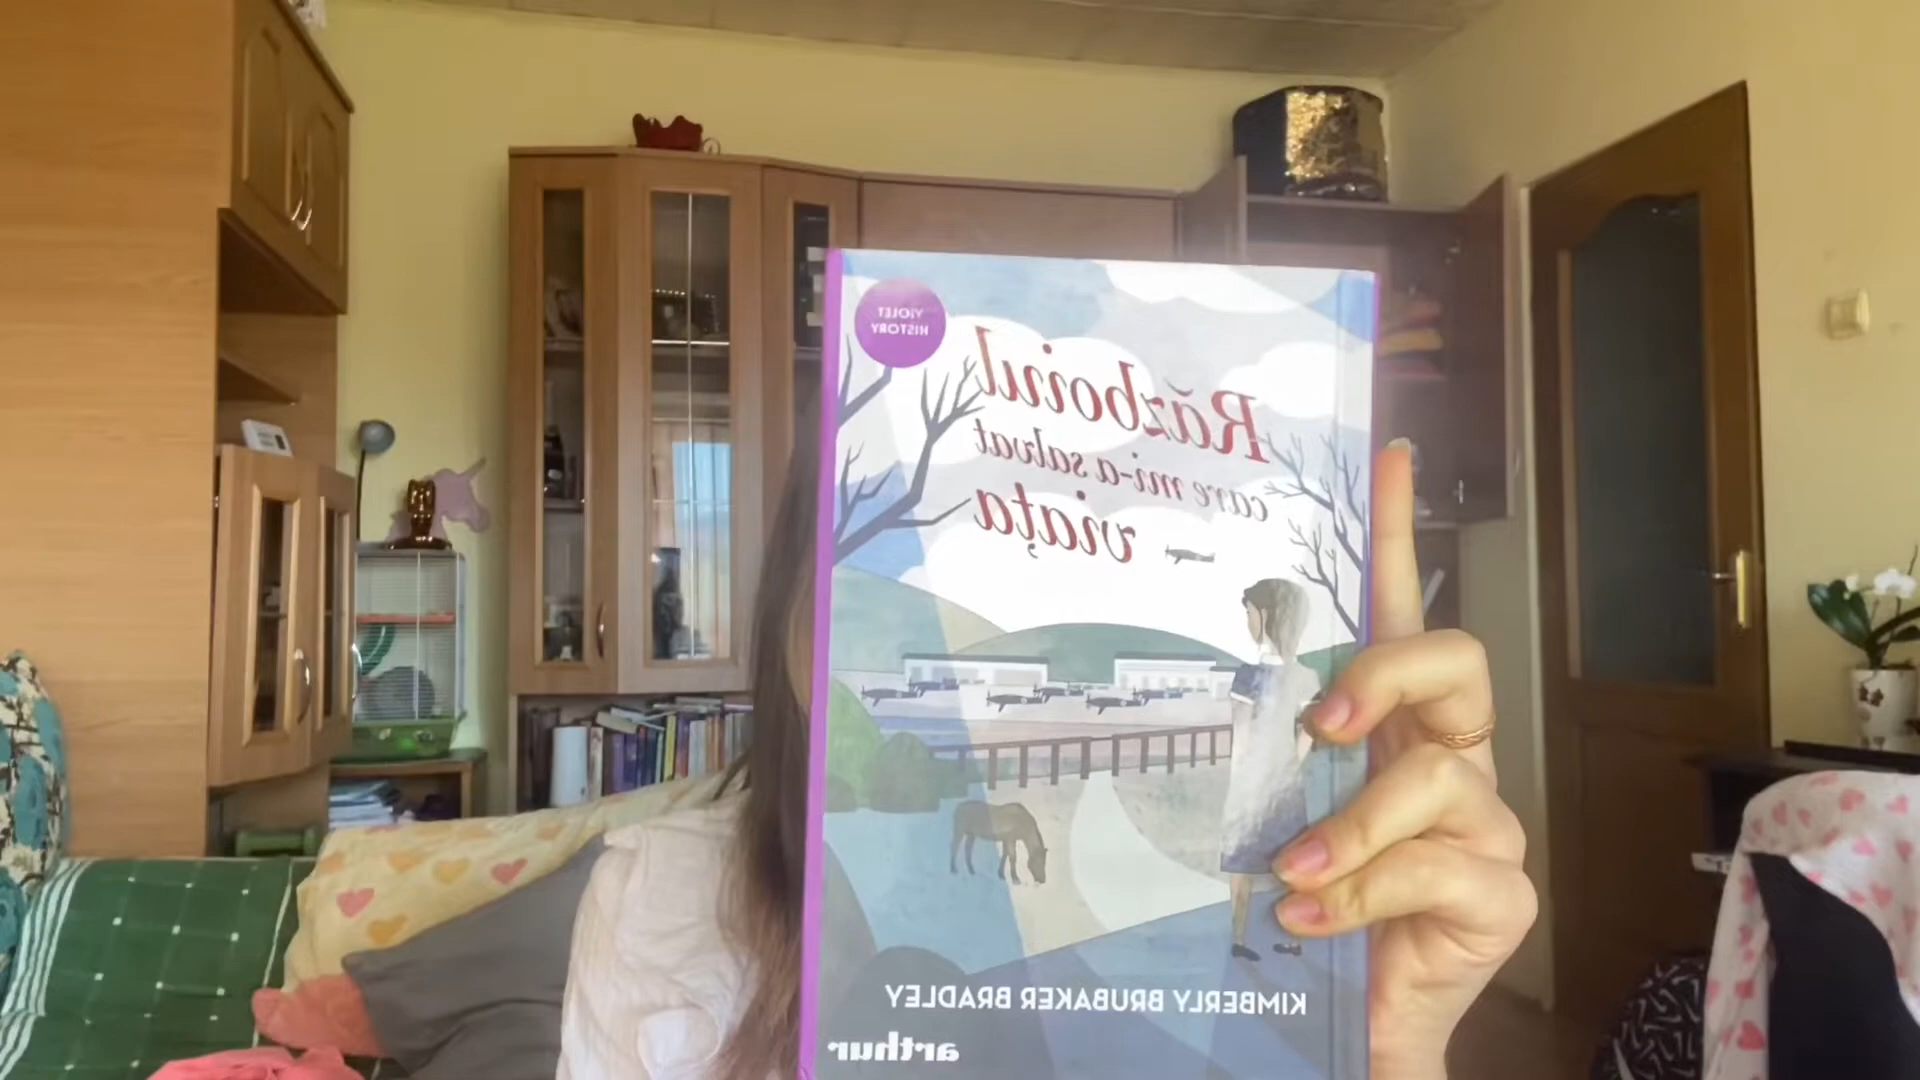 VIOLET
HISTORY
Războiul
care mi-a salvat
viața
KIMBERLY BRUBAKER BRADLEY
arthur